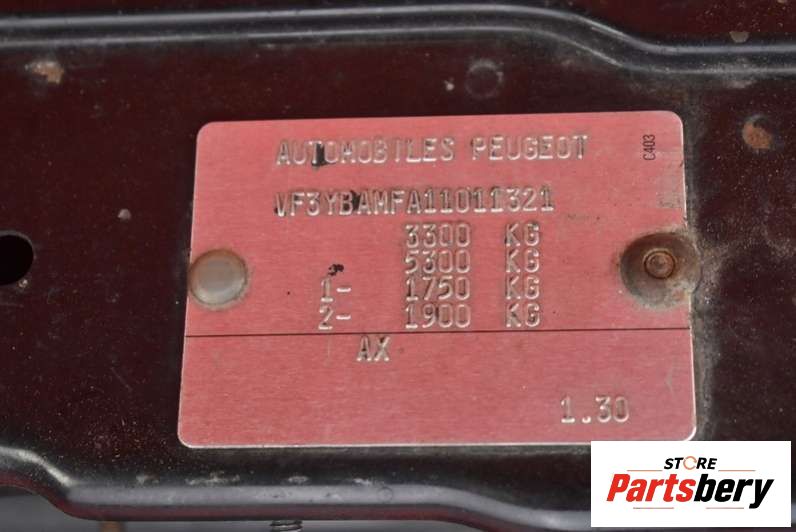 C403
AUTOMOBILES PEUGEOT
VF3YBAMFA11011321
3300 KG
5300 KG
1- 1750 KG
2- 1900 KG
AX
1.30
STORE
Partsbery